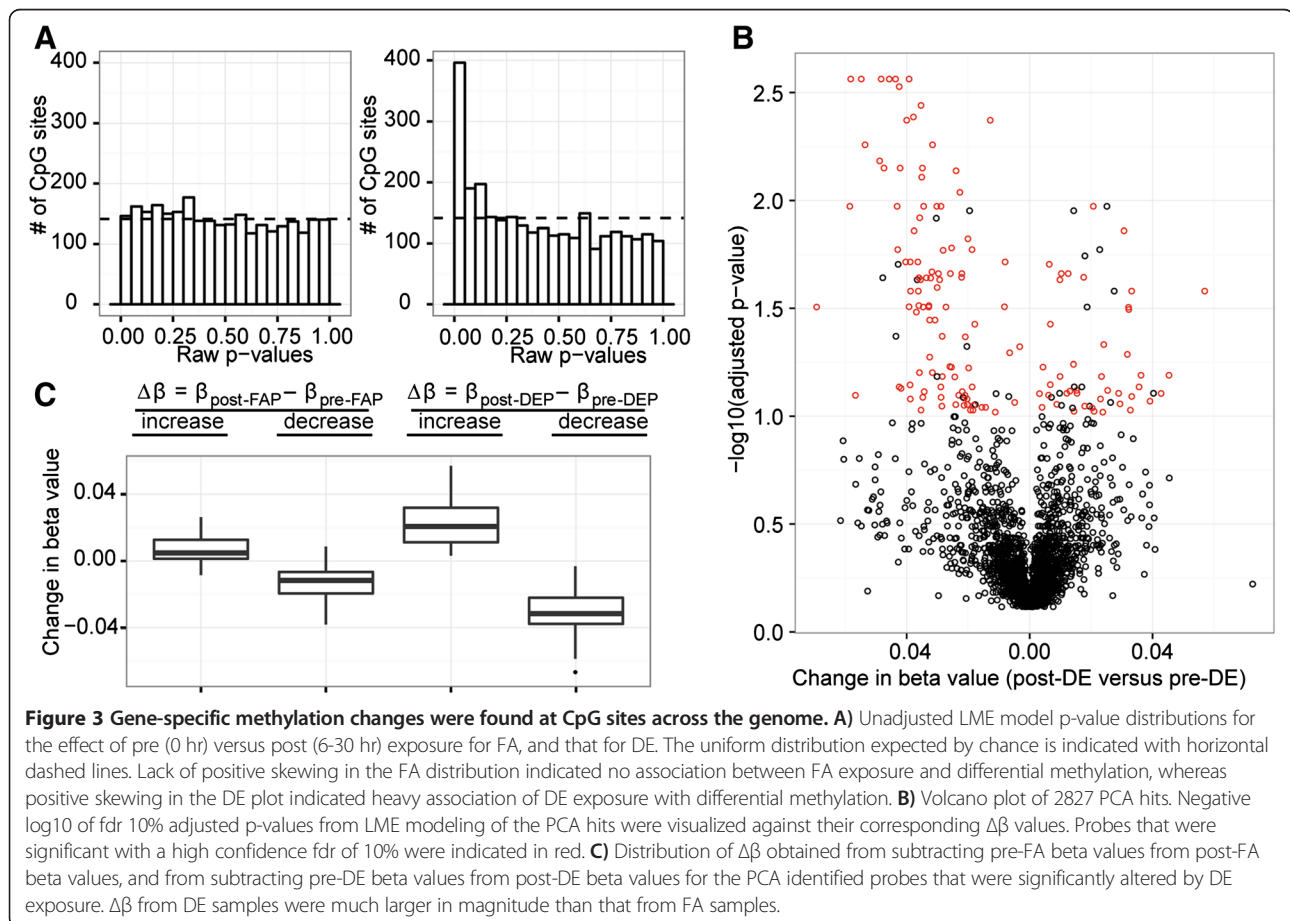 A
400
300
200
100
0
# of CpG sites
0.00 0.25 0.50 0.75 1.00
Raw p-values
400
300
200
100
0
# of CpG sites
0.00 0.25 0.50 0.75 1.00
Raw p-values
B
2.5
2.0
1.5
1.0
0.5
0.0
−log10(adjusted p−value)
0.04 0.00 0.04
Change in beta value (post−DE versus pre−DE)
C
Δβ = βpost-FAP − βpre-FAP
increase decrease
Δβ = βpost-DEP − βpre-DEP
increase decrease
0.04
0.00
−0.04
Change in beta value
Figure 3 Gene-specific methylation changes were found at CpG sites across the genome. A) Unadjusted LME model p-value distributions for
the effect of pre (0 hr) versus post (6-30 hr) exposure for FA, and that for DE. The uniform distribution expected by chance is indicated with horizontal
dashed lines. Lack of positive skewing in the FA distribution indicated no association between FA exposure and differential methylation, whereas
positive skewing in the DE plot indicated heavy association of DE exposure with differential methylation. B) Volcano plot of 2827 PCA hits. Negative
log10 of fdr 10% adjusted p-values from LME modeling of the PCA hits were visualized against their corresponding Δβ values. Probes that were
significant with a high confidence fdr of 10% were indicated in red. C) Distribution of Δβ obtained from subtracting pre-FA beta values from post-FA
beta values, and from subtracting pre-DE beta values from post-DE beta values for the PCA identified probes that were significantly altered by DE
exposure. Δβ from DE samples were much larger in magnitude than that from FA samples.